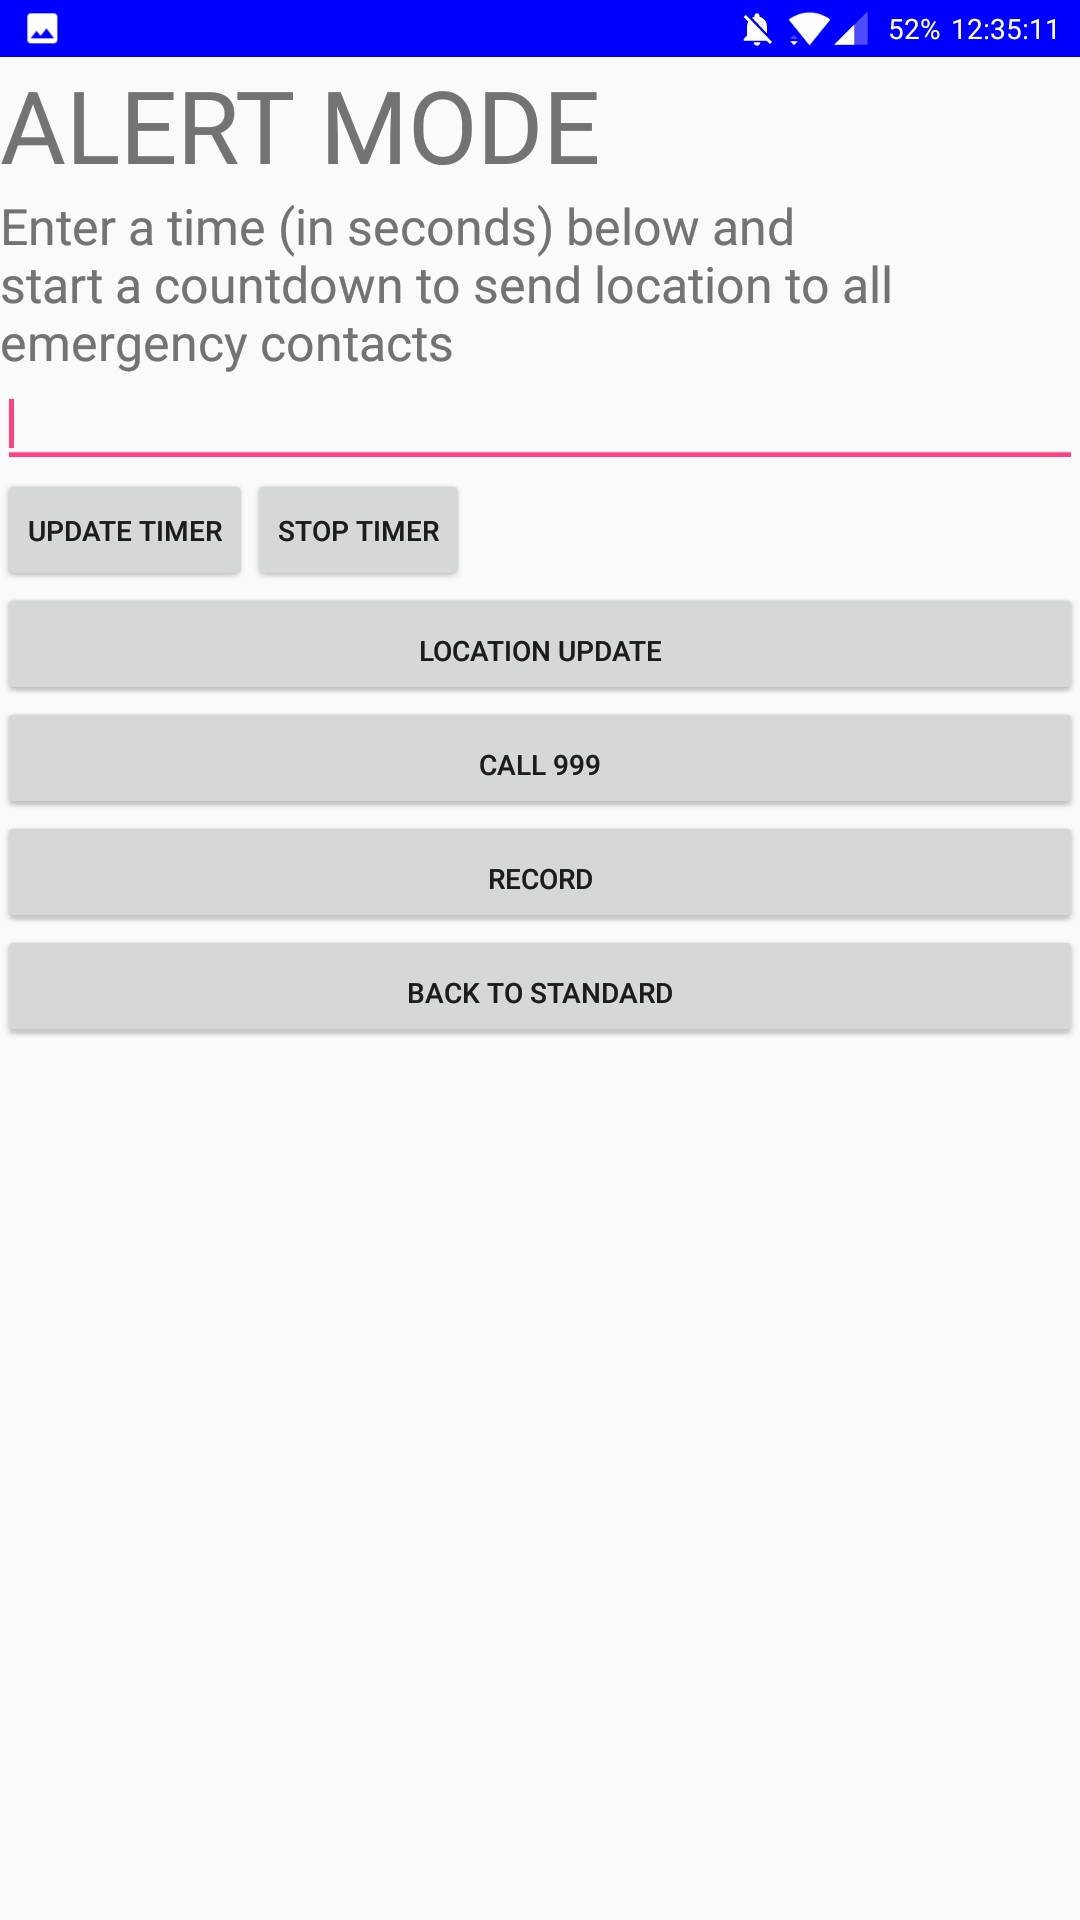 52% 12:35:11
ALERT MODE
Enter a time (in seconds) below and
start a countdown to send location to all
emergency contacts
UPDATE TIMER STOP TIMER
LOCATION UPDATE
CALL 999
RECORD
BACK TO STANDARD